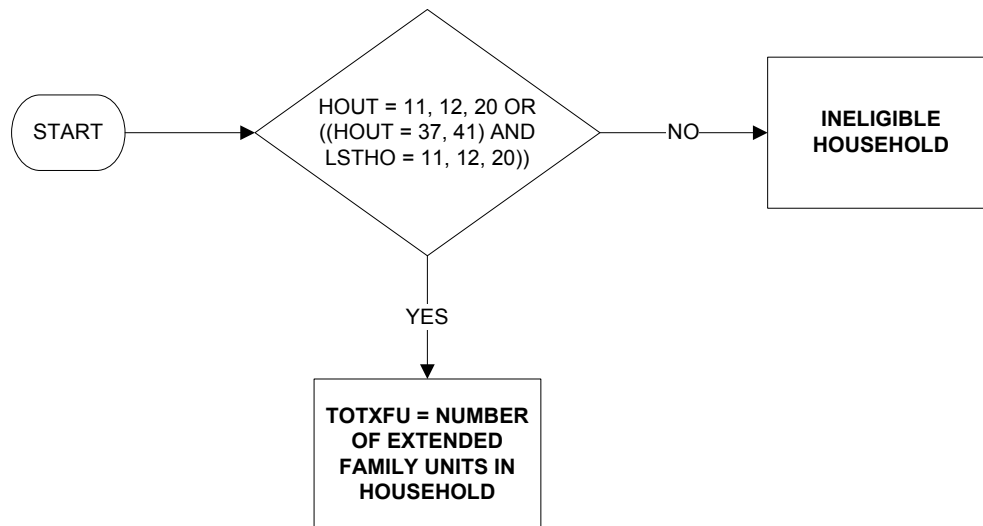 START
HOUT = 11, 12, 20 OR
((HOUT = 37, 41) AND
LSTHO = 11, 12, 20))
NO
INELIGIBLE
HOUSEHOLD
YES
TOTXFU = NUMBER
OF EXTENDED
FAMILY UNITS IN
HOUSEHOLD